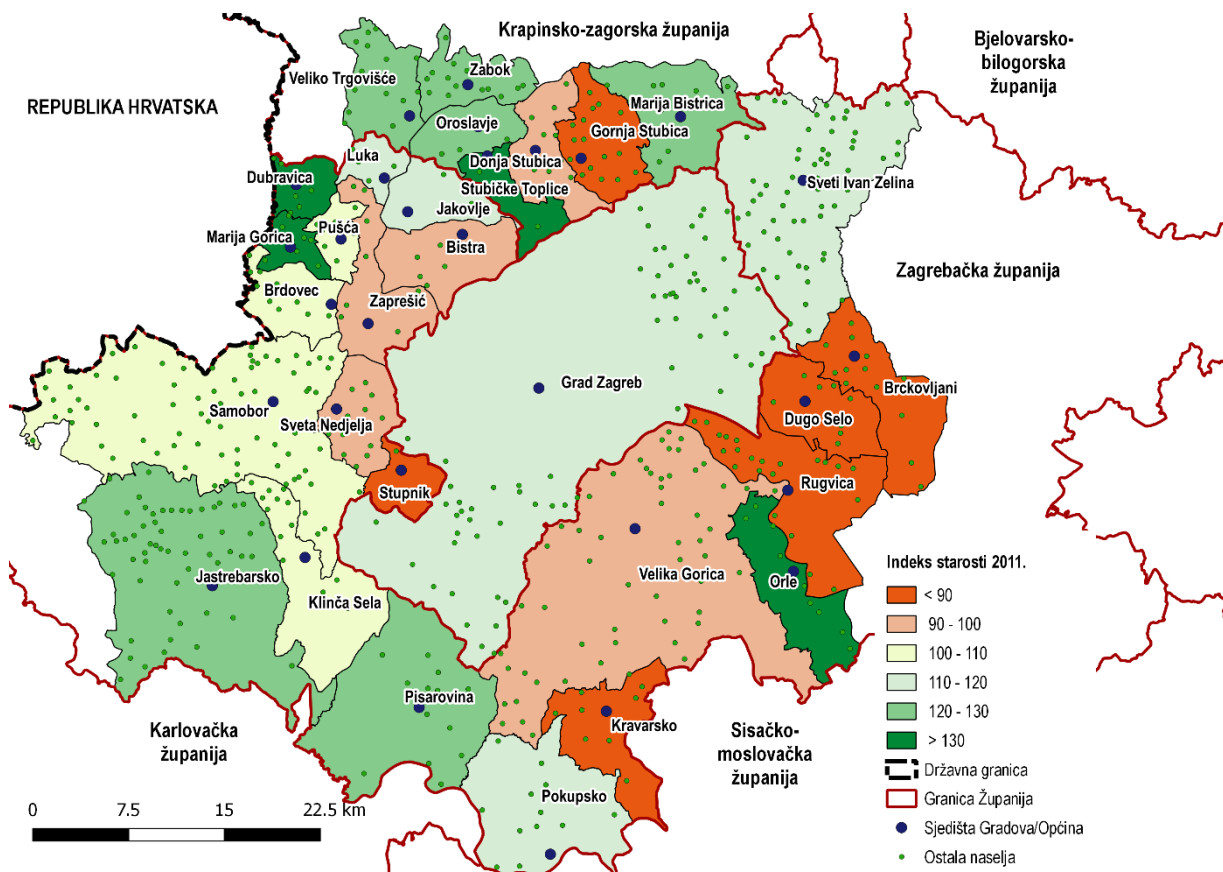 Krapinsko-zagorska županija
Bjelovarsko-
bilogorska
županija
REPUBLIKA HRVATSKA
Veliko Trgovišće
Zabok
Marija Bistrica
Oroslavje
Gornja Stubica
Luka
Donja Stubica
Dubravica
Stubičke Toplice
Sveti Ivan Zelina
Jakovlje
Pušća
Marija Gorica
Bistra
Zagrebačka županija
Brdovec
Zaprešić
Grad Zagreb
Brckovljani
Samobor
Dugo Selo
Sveta Nedjelja
Rugvica
Stupnik
Indeks starosti 2011.
Velika Gorica
Jastrebarsko
Orle
Klinča Sela
< 90
90 - 100
100 - 110
110 - 120
120 - 130
> 130
Državna granica
Granica Županija
Sjedišta Gradova/Općina
Ostala naselja
Pisarovina
Kravarsko
Karlovačka
županija
Sisačko-
moslovačka
županija
Pokupsko
0 7.5 15 22.5 km